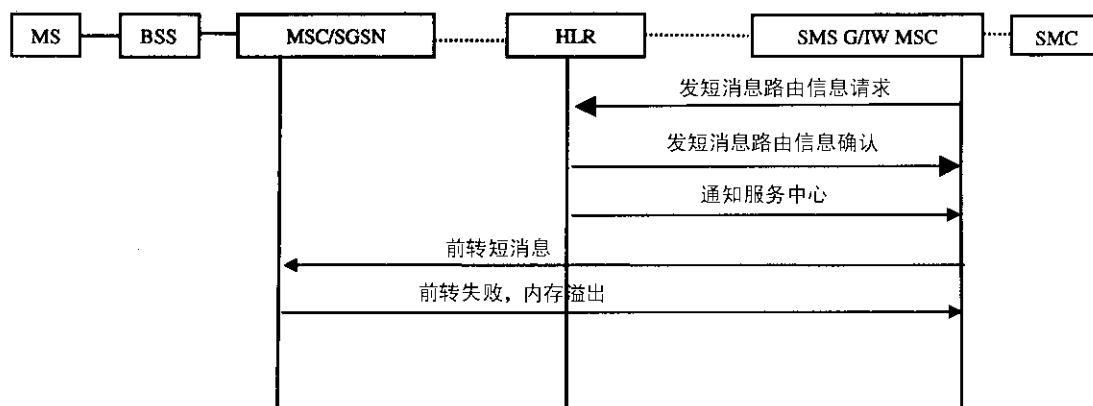 MS
BSS
MSC/SGSN
HLR
SMS G/IW MSC
SMC
发短消息路由信息请求
发短消息路由信息确认
通知服务中心
前转短消息
前转失败，内存溢出